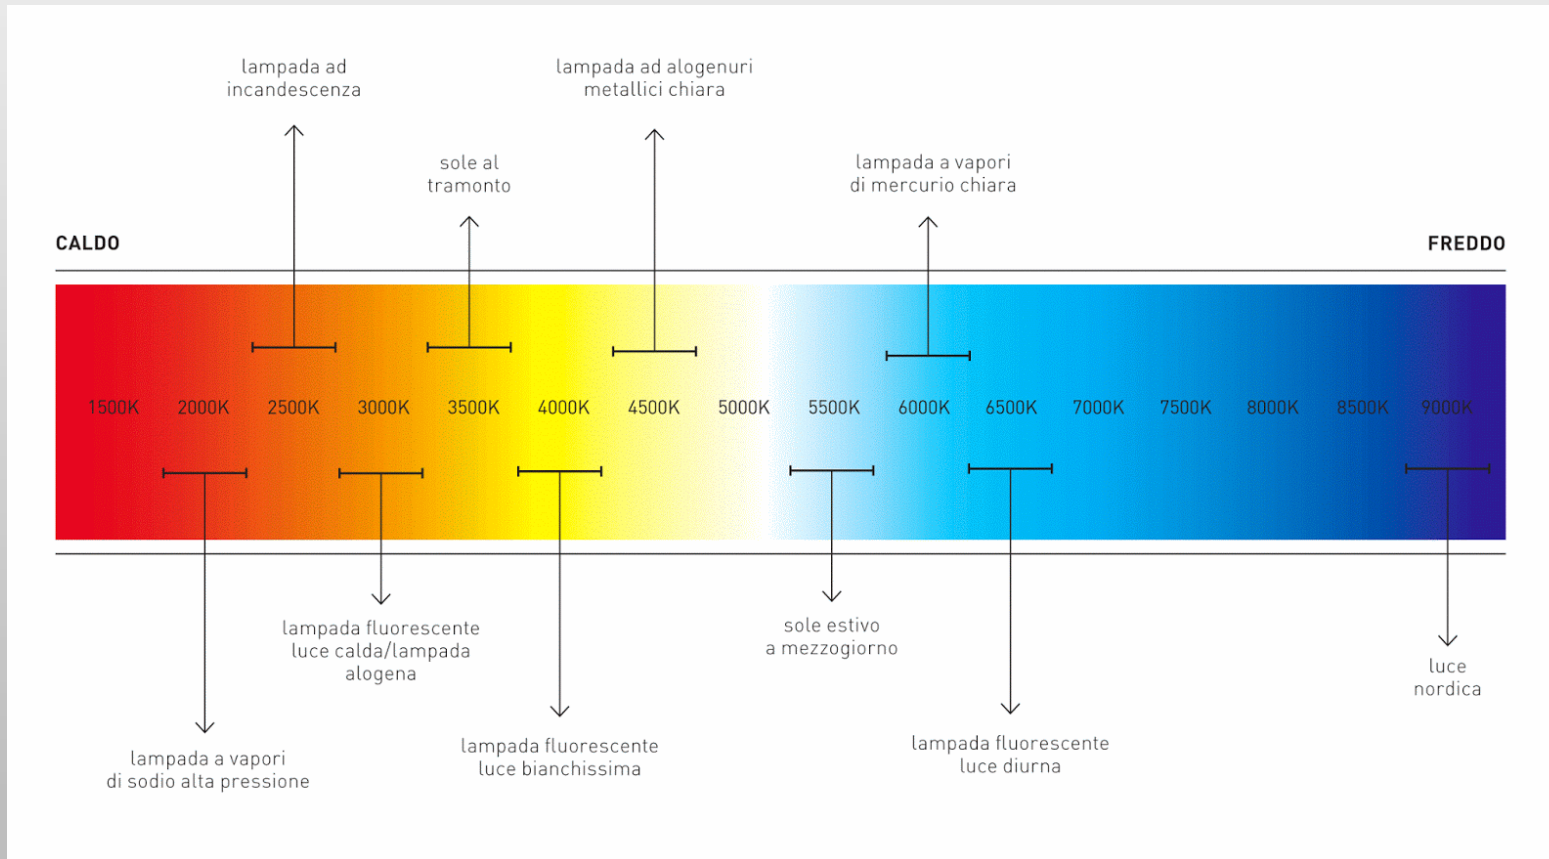 lampada ad
incandescenza
lampada ad alogenuri
metallici chiara
sole al
tramonto
lampada a vapori
di mercurio chiara
CALDO
FREDDO
1500K 2000K 2500K 3000K 3500K 4000K 4500K 5000K 5500K 6000K 6500K 7000K 7500K 8000K 8500K 9000K
lampada fluorescente
luce calda/lampada
alogena
sole estivo
a mezzogiorno
luce
nordica
lampada a vapori
di sodio alta pressione
lampada fluorescente
luce bianchissima
lampada fluorescente
luce diurna